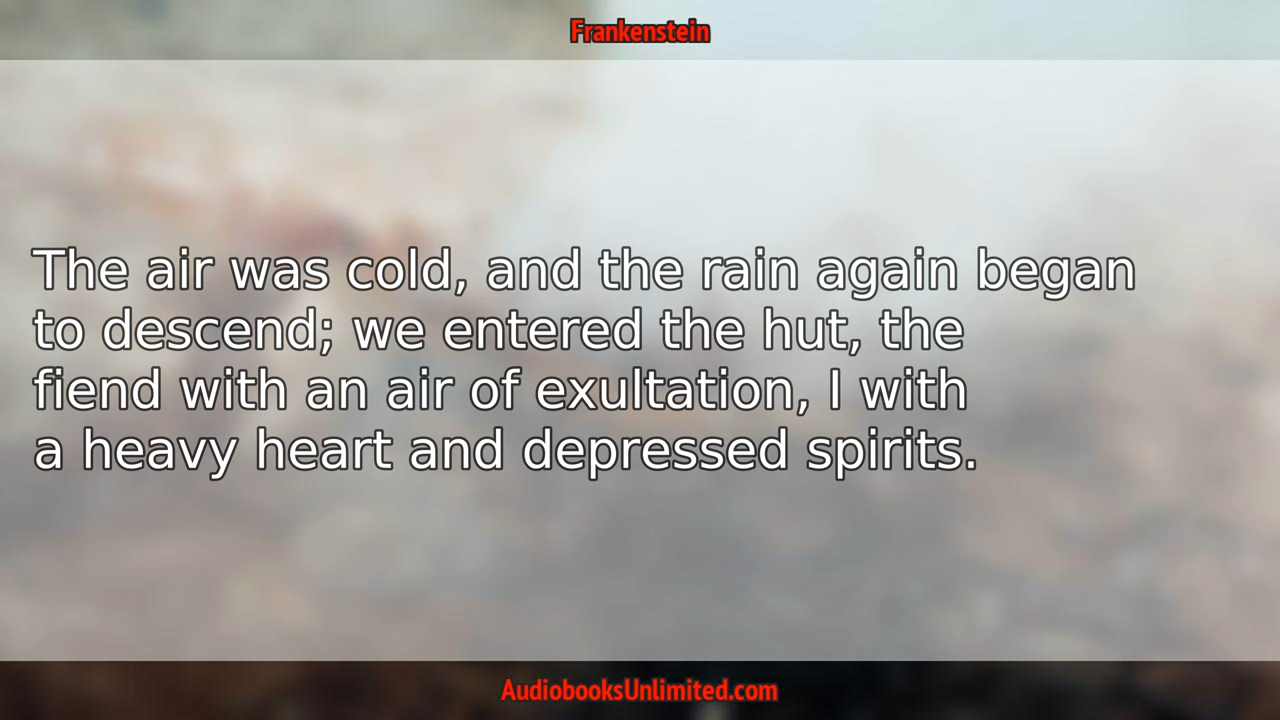 Frankenstein
The air was cold, and the rain again began
to descend; we entered the hut, the
fiend with an air of exultation, I with
a heavy heart and depressed spirits.
AudiobooksUnlimited.com